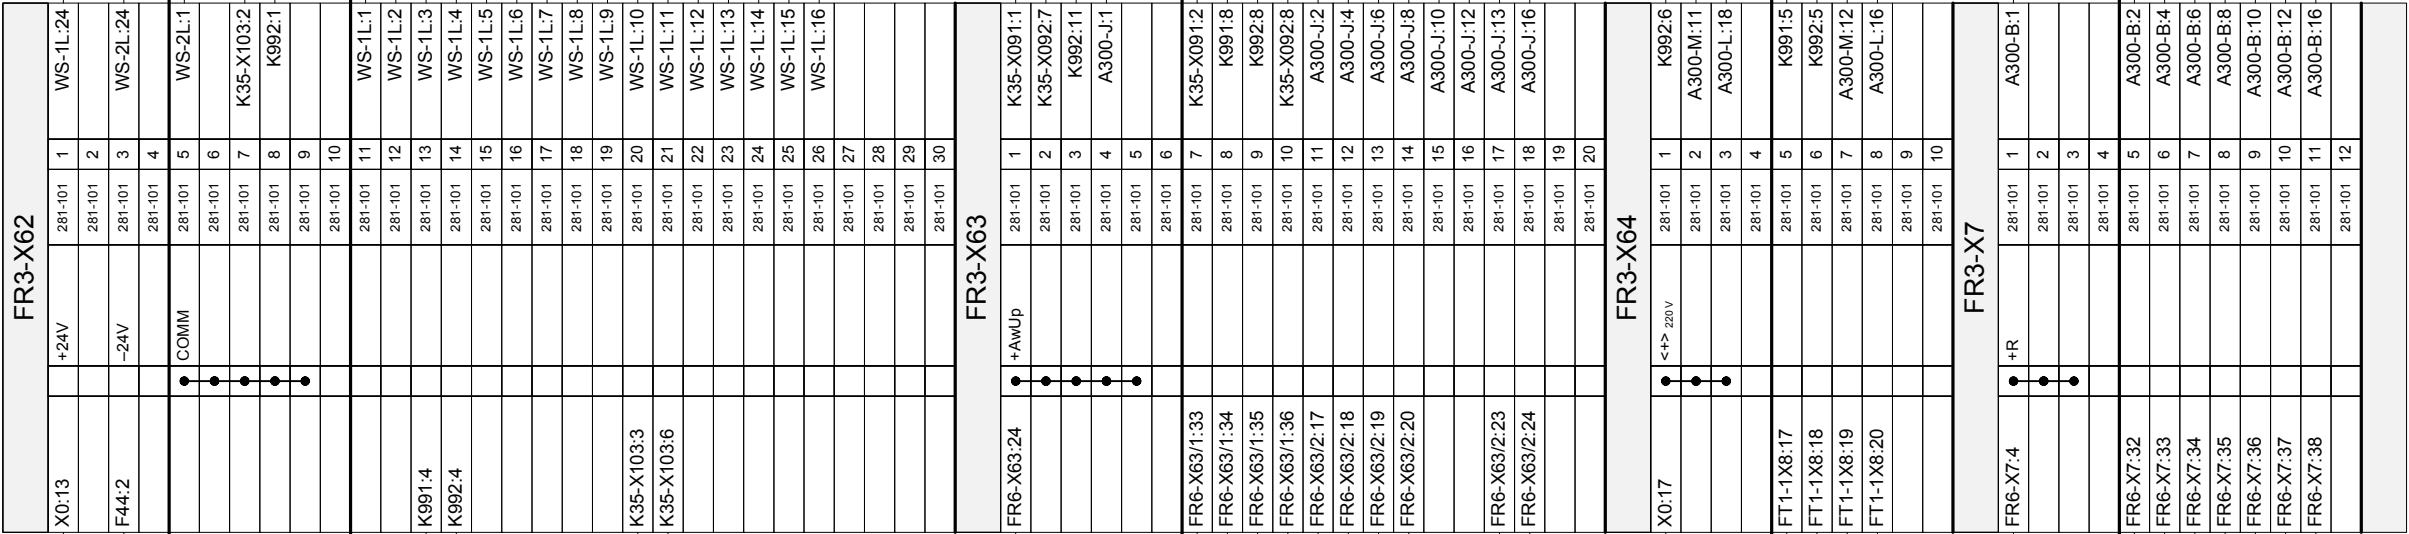 FR3-X62
X0:13 +24V 281-101 1 WS-1L:24
281-101 2
F44:2 –24V 281-101 3 WS-2L:24
281-101 4
COMM 281-101 5 WS-2L:1
281-101 6
281-101 7 K35-X103:2
281-101 8 K992:1
281-101 9
281-101 10
281-101 11 WS-1L:1
281-101 12 WS-1L:2
K991:4 281-101 13 WS-1L:3
K992:4 281-101 14 WS-1L:4
281-101 15 WS-1L:5
281-101 16 WS-1L:6
281-101 17 WS-1L:7
281-101 18 WS-1L:8
281-101 19 WS-1L:9
K35-X103:3 281-101 20 WS-1L:10
K35-X103:6 281-101 21 WS-1L:11
281-101 22 WS-1L:12
281-101 23 WS-1L:13
281-101 24 WS-1L:14
281-101 25 WS-1L:15
281-101 26 WS-1L:16
281-101 27
281-101 28
281-101 29
281-101 30
FR3-X63
FR6-X63:24 +AwUp 281-101 1 K35-X091:1
281-101 2 K35-X092:7
281-101 3 K992:11
281-101 4 A300-J:1
281-101 5
281-101 6
FR6-X63/1:33 281-101 7 K35-X091:2
FR6-X63/1:34 281-101 8 K991:8
FR6-X63/1:35 281-101 9 K992:8
FR6-X63/1:36 281-101 10 K35-X092:8
FR6-X63/2:17 281-101 11 A300-J:2
FR6-X63/2:18 281-101 12 A300-J:4
FR6-X63/2:19 281-101 13 A300-J:6
FR6-X63/2:20 281-101 14 A300-J:8
281-101 15 A300-J:10
281-101 16 A300-J:12
FR6-X63/2:23 281-101 17 A300-J:13
FR6-X63/2:24 281-101 18 A300-J:16
281-101 19
281-101 20
FR3-X64
X0:17 <+> 220 V 281-101 1 K992:6
281-101 2 A300-M:11
281-101 3 A300-L:18
281-101 4
FT1-1X8:17 281-101 5 K991:5
FT1-1X8:18 281-101 6 K992:5
FT1-1X8:19 281-101 7 A300-M:12
FT1-1X8:20 281-101 8 A300-L:16
281-101 9
281-101 10
FR3-X7
FR6-X7:4 +R 281-101 1 A300-B:1
281-101 2
281-101 3
281-101 4
FR6-X7:32 281-101 5 A300-B:2
FR6-X7:33 281-101 6 A300-B:4
FR6-X7:34 281-101 7 A300-B:6
FR6-X7:35 281-101 8 A300-B:8
FR6-X7:36 281-101 9 A300-B:10
FR6-X7:37 281-101 10 A300-B:12
FR6-X7:38 281-101 11 A300-B:16
281-101 12